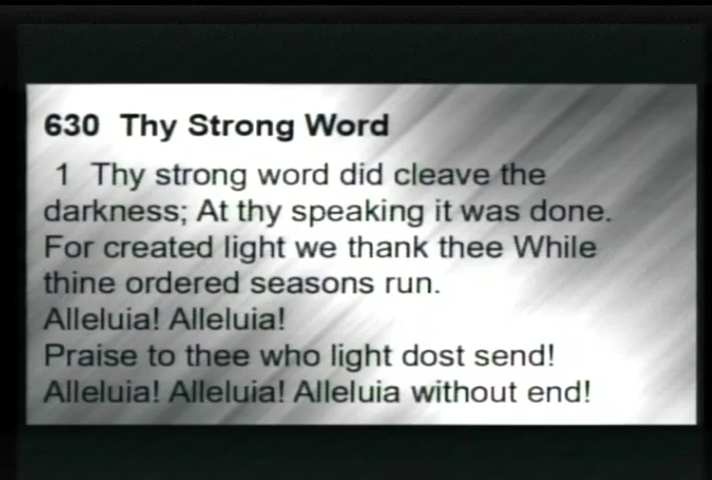 630 Thy Strong Word
1 Thy strong word did cleave the
darkness; At thy speaking it was done.
For created light we thank thee While
thine ordered seasons run.
Alleluia! Alleluia!
Praise to thee who light dost send!
Alleluia! Alleluia! Alleluia without end!